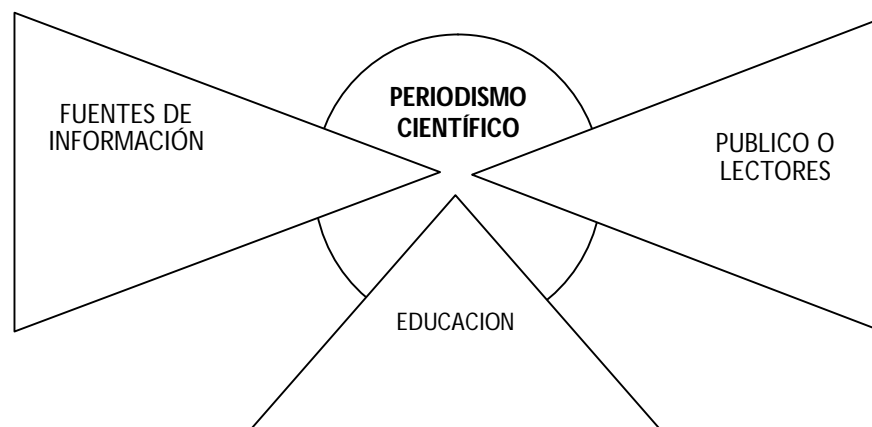 FUENTES DE
INFORMACIÓN
PERIODISMO
CIENTÍFICO
PUBLICO O
LECTORES
EDUCACION